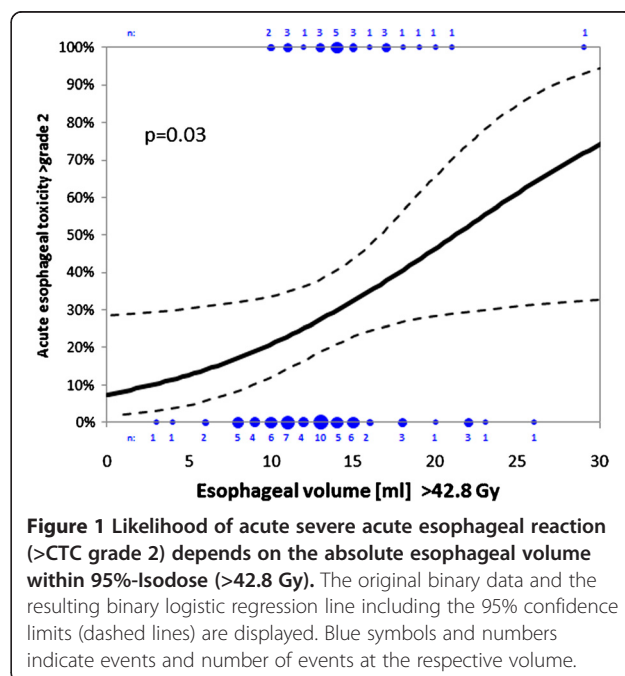 n: 2 3 1 3 5 3 1 3 1 1 1 1 1
100%
90%
80%
70%
60%
50%
40%
30%
20%
10%
0%
Acute esophageal toxicity >grade 2
p=0.03
n: 1 1 2 5 4 6 7 4 10 5 6 2 3 1 3 1 1
0 5 10 15 20 25 30
Esophageal volume [ml] >42.8 Gy
Figure 1 Likelihood of acute severe acute esophageal reaction
(>CTC grade 2) depends on the absolute esophageal volume
within 95%-Isodose (>42.8 Gy). The original binary data and the
resulting binary logistic regression line including the 95% confidence
limits (dashed lines) are displayed. Blue symbols and numbers
indicate events and number of events at the respective volume.